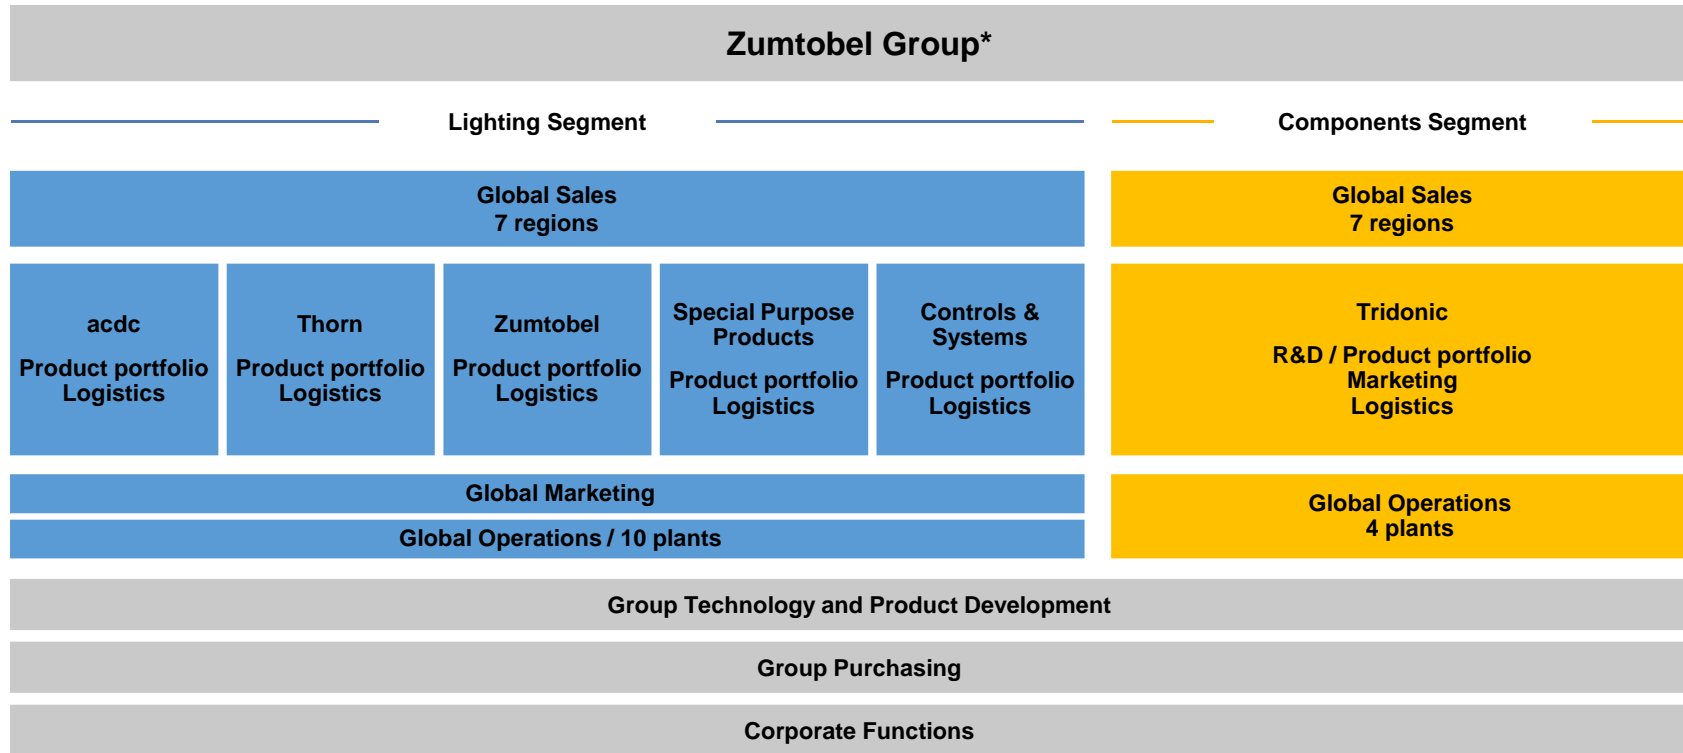 Zumtobel Group*
Lighting Segment
Components Segment
Global Sales
7 regions
Global Sales
7 regions
acdc
Product portfolio
Logistics
Thorn
Product portfolio
Logistics
Zumtobel
Product portfolio
Logistics
Special Purpose
Products
Product portfolio
Logistics
Controls &
Systems
Product portfolio
Logistics
Tridonic
R&D / Product portfolio
Marketing
Logistics
Global Marketing
Global Operations / 10 plants
Global Operations
4 plants
Group Technology and Product Development
Group Purchasing
Corporate Functions